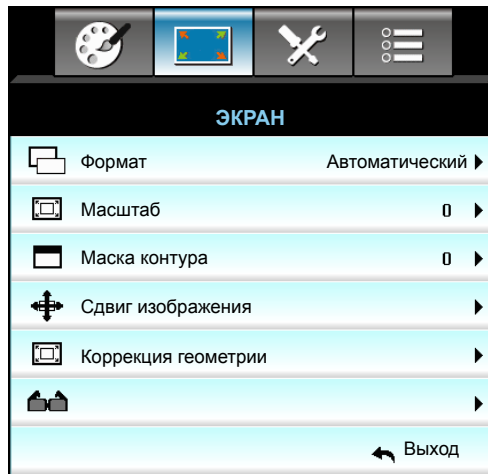 ЭКРАН
Формат Автоматический
Масштаб 0
Маска контура 0
Сдвиг изображения
Коррекция геометрии
Выход